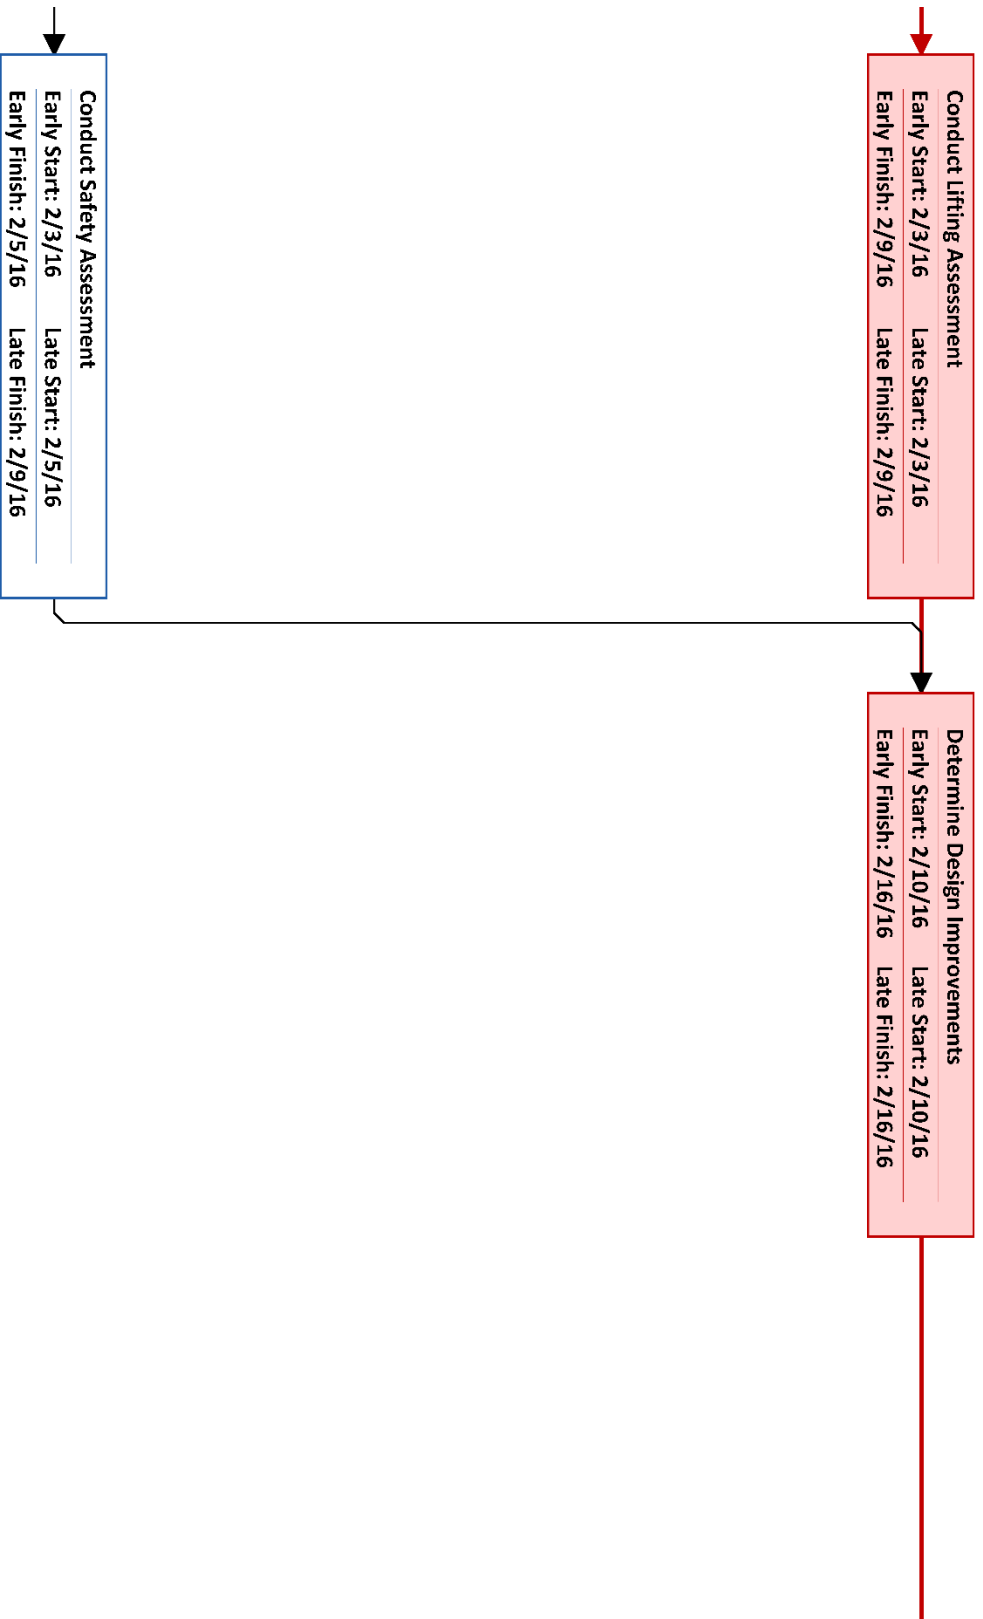 Conduct Lifting Assessment
Early Start: 2/3/16 Late Start: 2/3/16
Early Finish: 2/9/16 Late Finish: 2/9/16
Determine Design Improvements
Early Start: 2/10/16 Late Start: 2/10/16
Early Finish: 2/16/16 Late Finish: 2/16/16
Conduct Safety Assessment
Early Start: 2/3/16 Late Start: 2/5/16
Early Finish: 2/5/16 Late Finish: 2/9/16